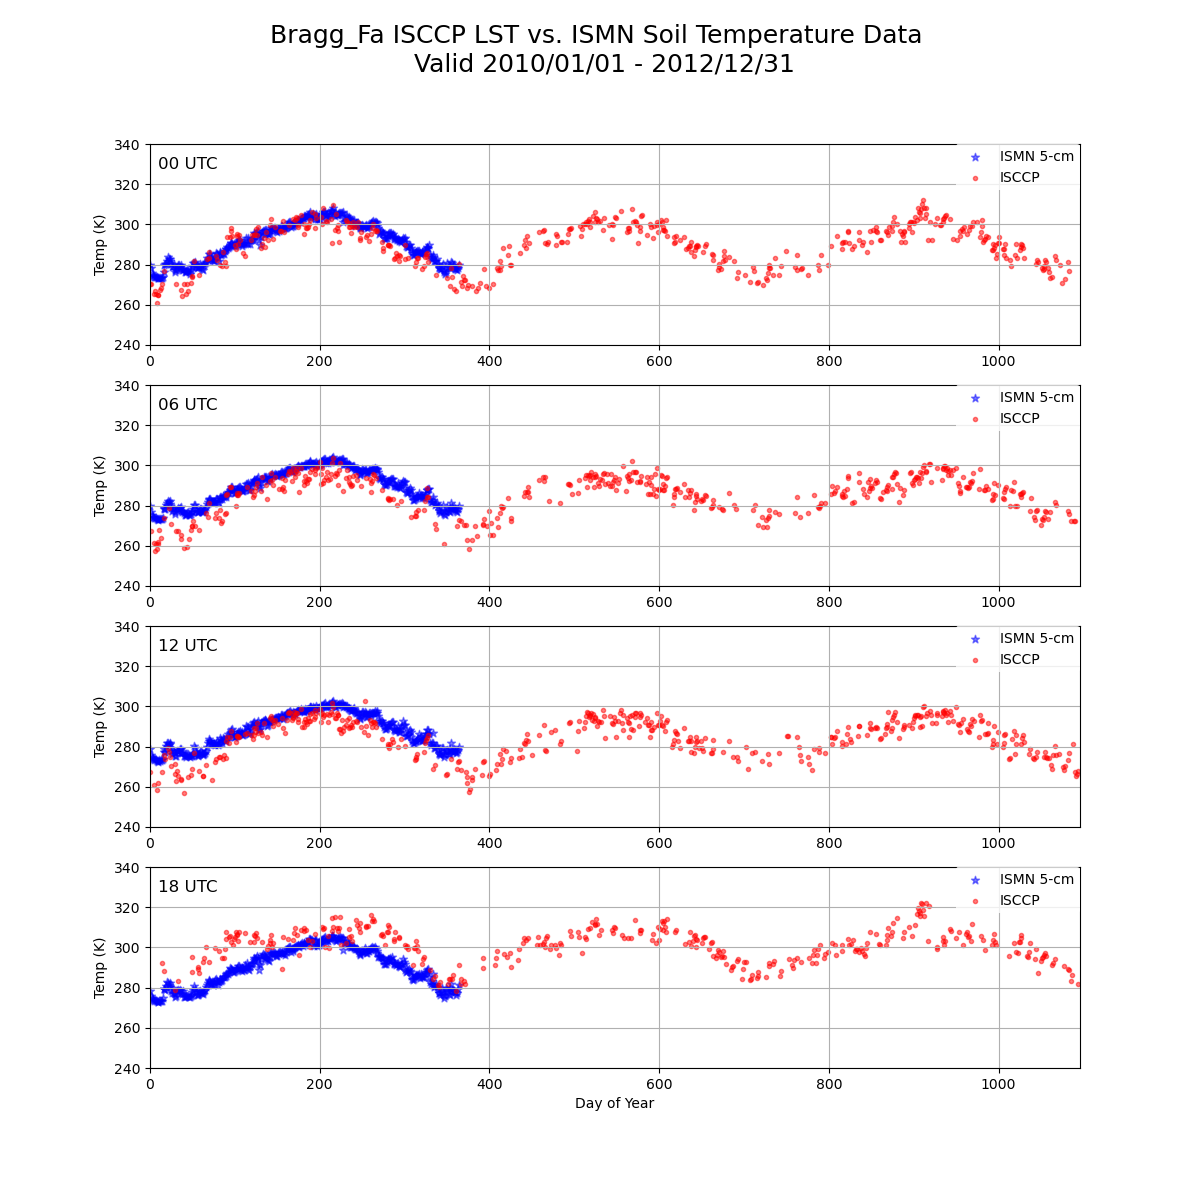 Bragg_Fa ISCCP LST vs. ISMN Soil Temperature Data
Valid 2010/01/01 - 2012/12/31
340
320
300
280
260
240
Temp (K)
00 UTC
ISMN 5-cm
ISCCP
0
200
400
600
800
1000
340
320
300
280
260
240
Temp (K)
06 UTC
ISMN 5-cm
ISCCP
0
200
400
600
800
1000
340
320
300
280
260
240
Temp (K)
12 UTC
ISMN 5-cm
ISCCP
0
200
400
600
800
1000
340
320
300
280
260
240
Temp (K)
18 UTC
ISMN 5-cm
ISCCP
0
200
400
600
800
1000
Day of Year